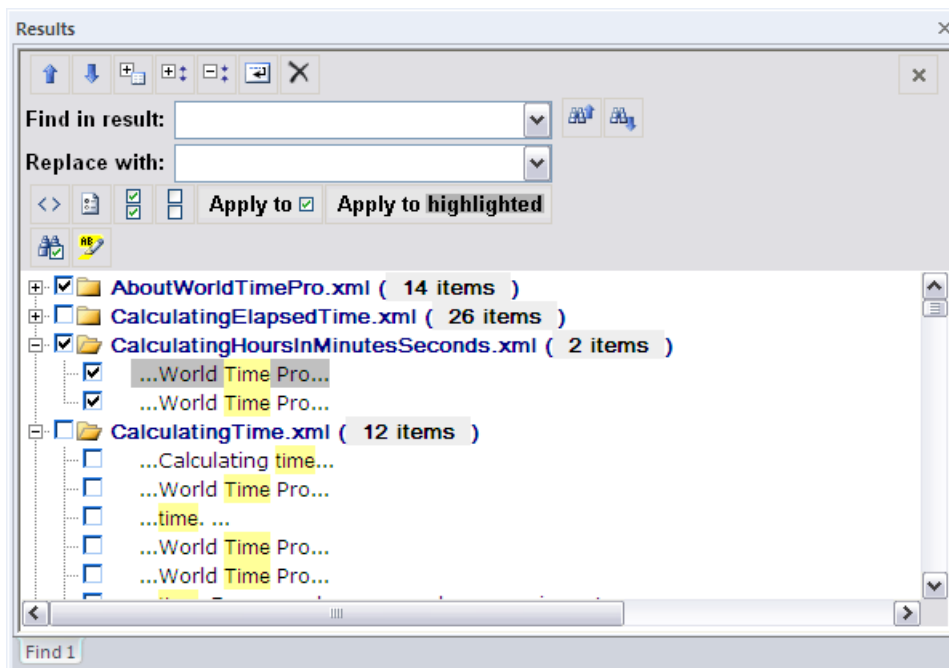 Results
Find in result:
Replace with:
<> Apply to Apply to highlighted
AB
AboutWorldTimePro.xml ( 14 items )
CalculatingElapsedTime.xml ( 26 items )
CalculatingHoursInMinutesSeconds.xml ( 2 items )
...World Time Pro...
...World Time Pro...
CalculatingTime.xml ( 12 items )
...Calculating time...
...World Time Pro...
...time. ...
...World Time Pro...
...World Time Pro...
Find 1